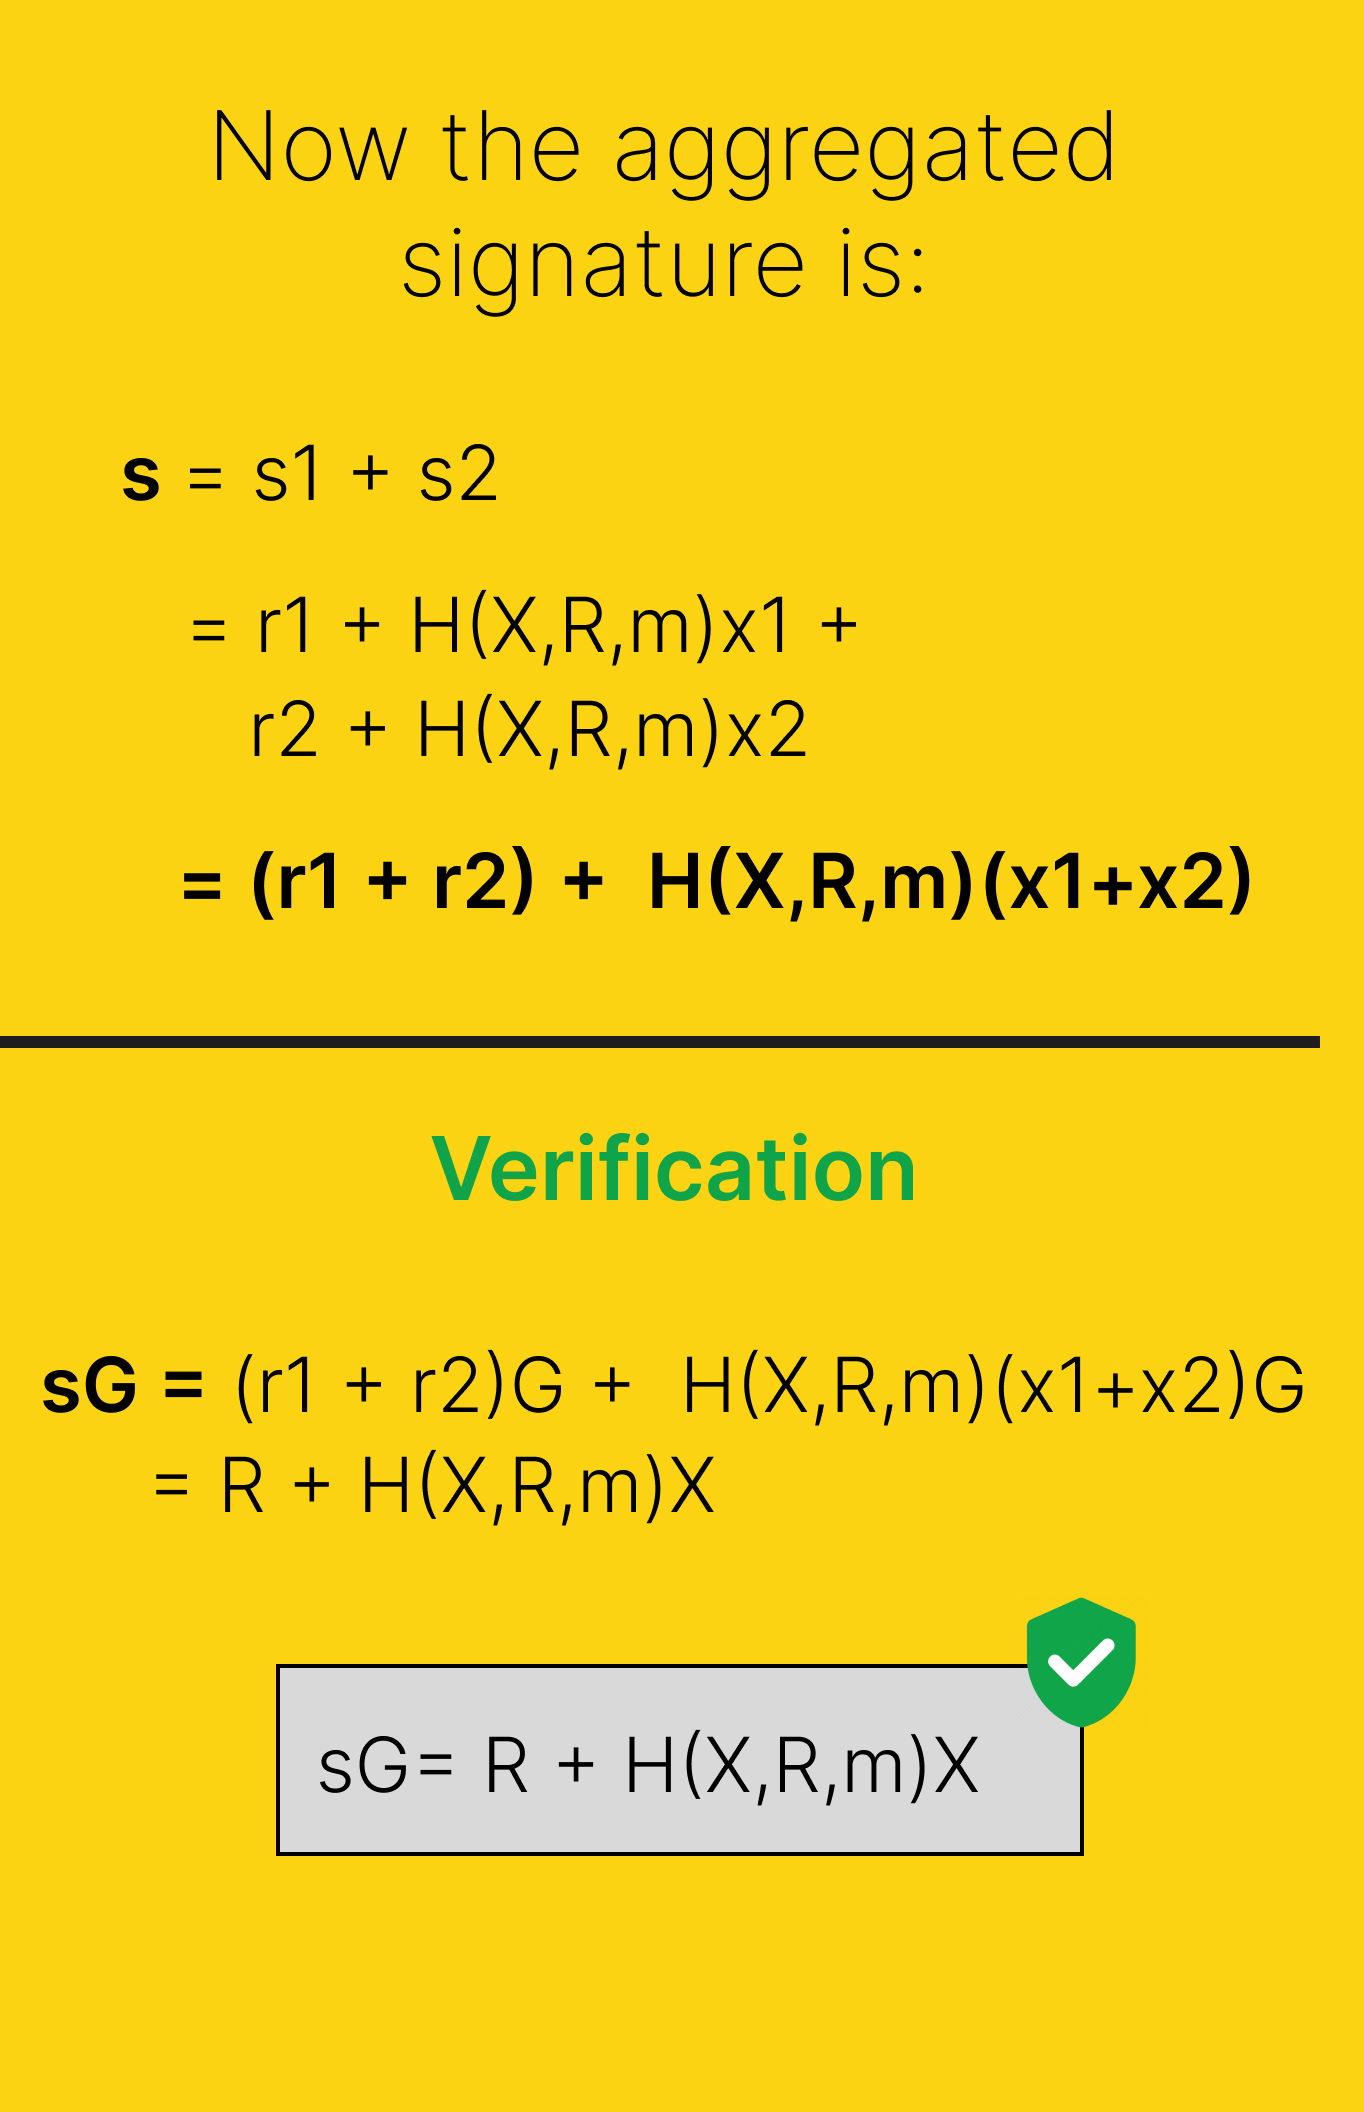 Now the aggregated
signature is:
s = s1 + s2
= r1 + H(X,R,m)x1 +
r2 + H(X,R,m)x2
= (r1 + r2) + H(X,R,m)(x1+x2)
Verification
sG = (r1 + r2)G + H(X,R,m)(x1+x2)G
= R + H(X,R,m)X
sG= R + H(X,R,m)X